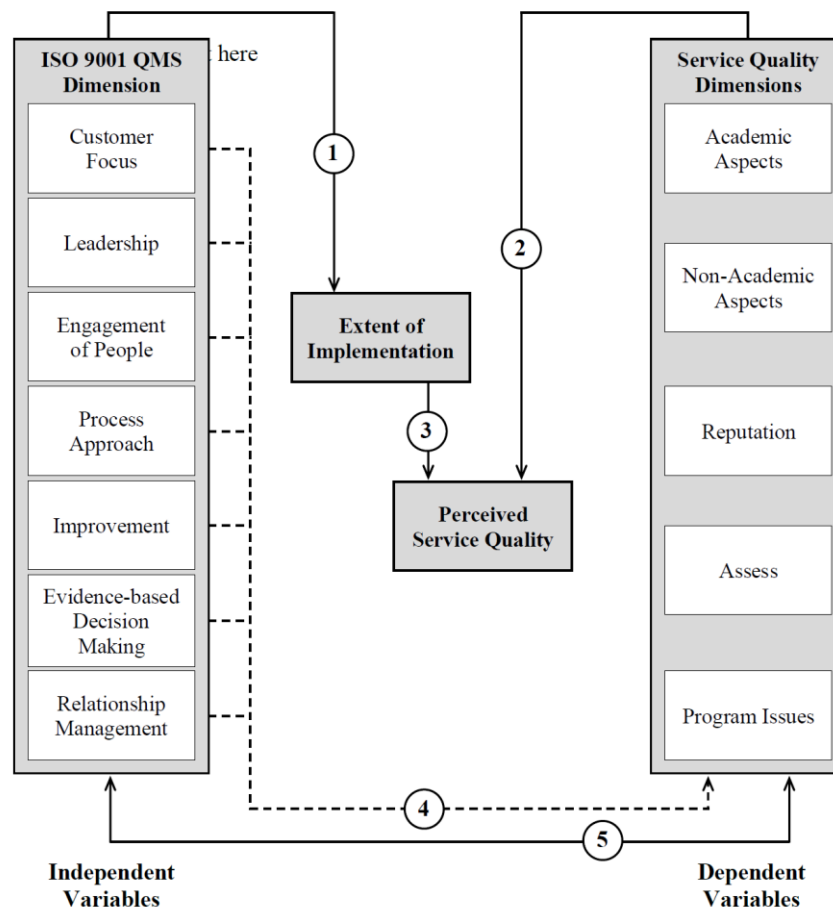 ISO 9001 QMS
Dimension
here
Customer
Focus
Leadership
Engagement
of People
Process
Approach
Improvement
Evidence-based
Decision
Making
Relationship
Management
1
2
Extent of
Implementation
3
Perceived
Service Quality
Service Quality
Dimensions
Academic
Aspects
Non-Academic
Aspects
Reputation
Assess
Program Issues
4
5
Independent
Variables
Dependent
Variables